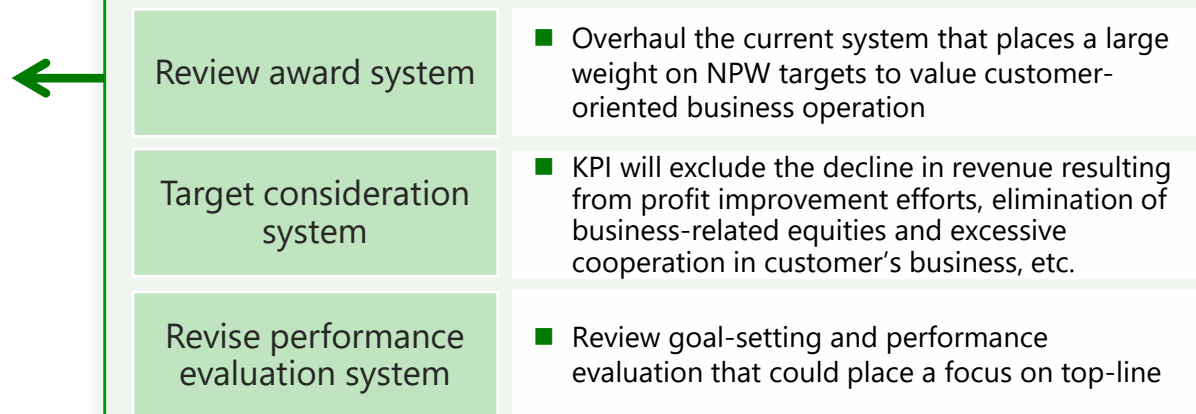 Review award system
■ Overhaul the current system that places a large
weight on NPW targets to value customer-
oriented business operation
Target consideration
system
■ KPI will exclude the decline in revenue resulting
from profit improvement efforts, elimination of
business-related equities and excessive
cooperation in customer’s business, etc.
Revise performance
evaluation system
■ Review goal-setting and performance
evaluation that could place a focus on top-line